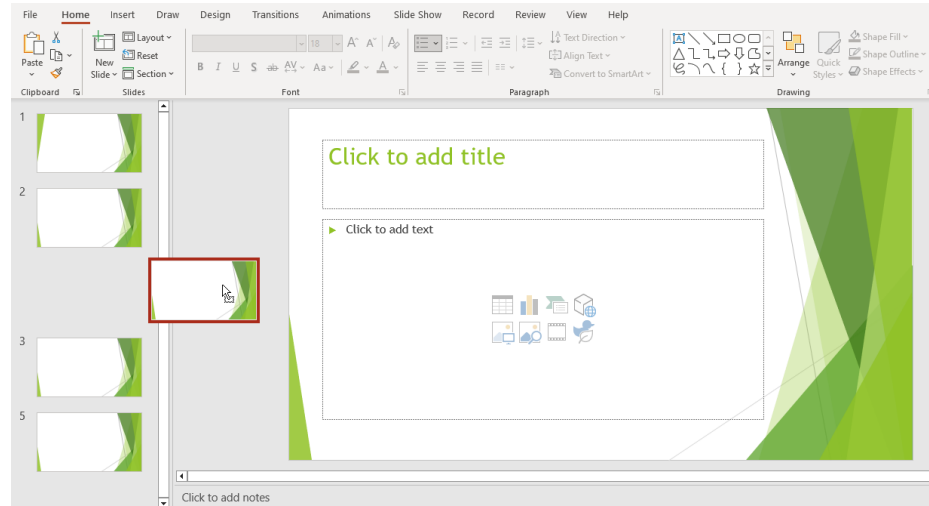 File Home Insert Draw Design Transitions Animations Slide Show Record Review View Help
Paste
New
Slide
Layout
Reset
Section
18
A A A
B I U S ab AV Aa A
Text Direction
Align Text
Convert to SmartArt
A
Arrange
Quick
Styles
Shape Fill
Shape Outline
Shape Effects
Clipboard Slides Font Paragraph Drawing
1
2
3
5
Click to add title
Click to add text
Click to add notes